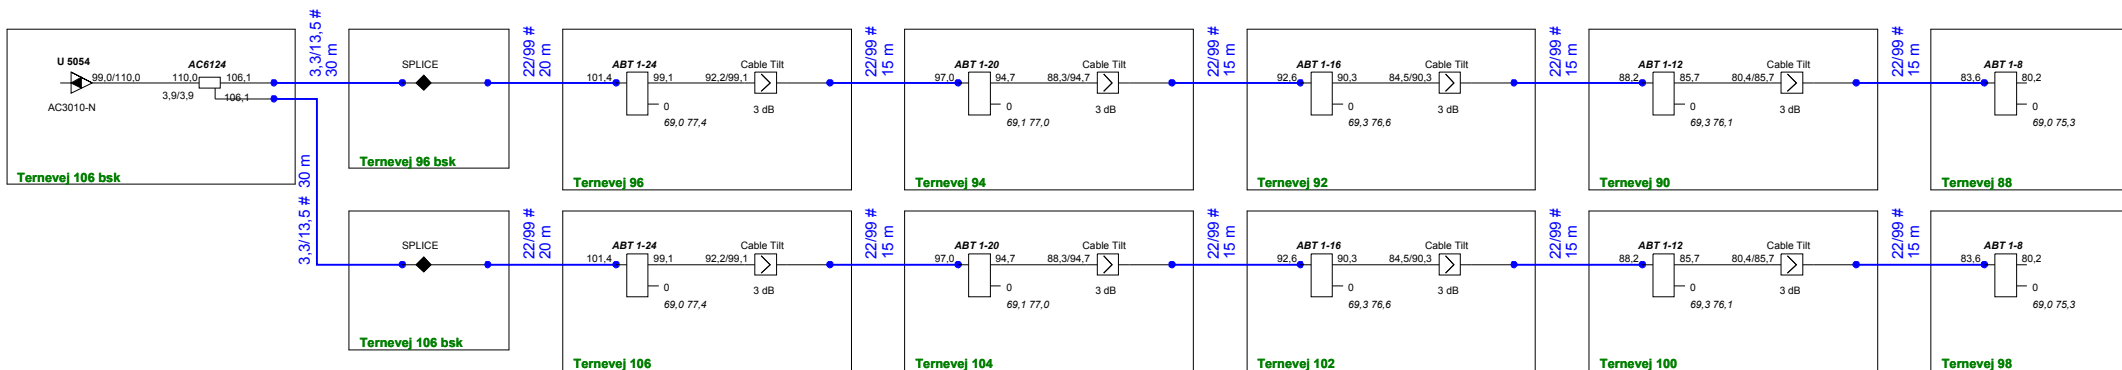 U 5054
99,0/110,0
AC3010-N
AC6124
110,0
106,1
3,9/3,9
106,1
Ternevej 106 bsk
3,3/13,5 #
30 m
SPLICE
Ternevej 96 bsk
22/99 #
20 m
ABT 1-24
101,4
99,1
0
69,0 77,4
92,2/99,1
Cable Tilt
3 dB
Ternevej 96
22/99 #
15 m
ABT 1-20
97,0
94,7
0
69,1 77,0
88,3/94,7
Cable Tilt
3 dB
Ternevej 94
22/99 #
15 m
ABT 1-16
92,6
90,3
0
69,3 76,6
84,5/90,3
Cable Tilt
3 dB
Ternevej 92
22/99 #
15 m
ABT 1-12
88,2
85,7
0
69,3 76,1
80,4/85,7
Cable Tilt
3 dB
Ternevej 90
22/99 #
15 m
ABT 1-8
83,6
80,2
0
69,0 75,3
Ternevej 88
3,3/13,5 #  30 m
SPLICE
Ternevej 106 bsk
22/99 #
20 m
ABT 1-24
101,4
99,1
0
69,0 77,4
92,2/99,1
Cable Tilt
3 dB
Ternevej 106
22/99 #
15 m
ABT 1-20
97,0
94,7
0
69,1 77,0
88,3/94,7
Cable Tilt
3 dB
Ternevej 104
22/99 #
15 m
ABT 1-16
92,6
90,3
0
69,3 76,6
84,5/90,3
Cable Tilt
3 dB
Ternevej 102
22/99 #
15 m
ABT 1-12
88,2
85,7
0
69,3 76,1
80,4/85,7
Cable Tilt
3 dB
Ternevej 100
22/99 #
15 m
ABT 1-8
83,6
80,2
0
69,0 75,3
Ternevej 98